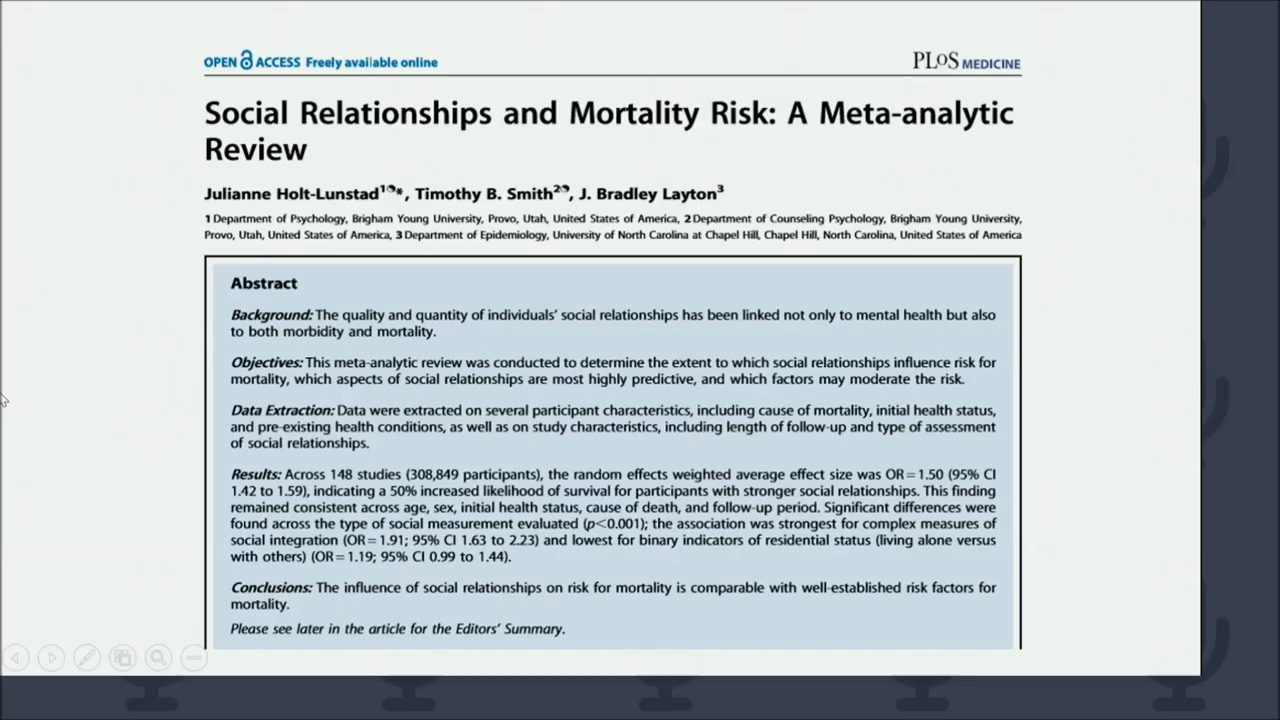 OPEN ACCESS Freely available online
PLoS MEDICINE
Social Relationships and Mortality Risk: A Meta-analytic
Review
Julianne Holt-Lunstad1*, Timothy B. Smith2, J. Bradley Layton3
1 Department of Psychology, Brigham Young University, Provo, Utah, United States of America, 2 Department of Counseling Psychology, Brigham Young University,
Provo, Utah, United States of America, 3 Department of Epidemiology, University of North Carolina at Chapel Hill, Chapel Hill, North Carolina, United States of America
Abstract
Background: The quality and quantity of individuals' social relationships has been linked not only to mental health but also
to both morbidity and mortality.
Objectives: This meta-analytic review was conducted to determine the extent to which social relationships influence risk for
mortality, which aspects of social relationships are most highly predictive, and which factors may moderate the risk.
Data Extraction: Data were extracted on several participant characteristics, including cause of mortality, initial health status,
and pre-existing health conditions, as well as on study characteristics, including length of follow-up and type of assessment
of social relationships.
Results: Across 148 studies (308,849 participants), the random effects weighted average effect size was OR = 1.50 (95% CI
1.42 to 1.59), indicating a 50% increased likelihood of survival for participants with stronger social relationships. This finding
remained consistent across age, sex, initial health status, cause of death, and follow-up period. Significant differences were
found across the type of social measurement evaluated (p<0.001); the association was strongest for complex measures of
social integration (OR = 1.91; 95% CI 1.63 to 2.23) and lowest for binary indicators of residential status (living alone versus
with others) (OR = 1.19; 95% CI 0.99 to 1.44).
Conclusions: The influence of social relationships on risk for mortality is comparable with well-established risk factors for
mortality.
Please see later in the article for the Editors' Summary.